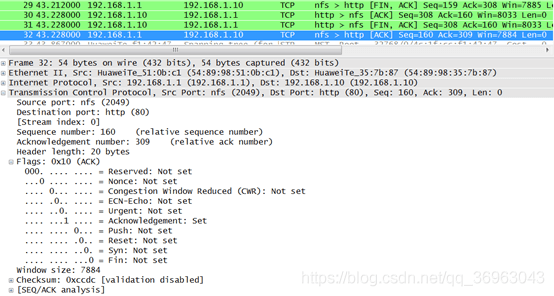 29 43.212000 192.168.1.1 192.168.1.10 TCP nfs > http [FIN, ACK] Seq=159 Ack=308 Win=7885 L
30 43.228000 192.168.1.10 192.168.1.1 TCP http > nfs [ACK] Seq=308 Ack=160 Win=8033 Len=0
31 43.228000 192.168.1.10 192.168.1.1 TCP http > nfs [FIN, ACK] Seq=308 Ack=160 Win=8033 L
32 43.228000 192.168.1.1 192.168.1.10 TCP nfs > http [ACK] Seq=160 Ack=309 Win=7884 Len=0
Frame 32: 54 bytes on wire (432 bits), 54 bytes captured (432 bits)
Ethernet II, Src: HuaweiTe_51:0b:c1 (54:89:98:51:0b:c1), Dst: HuaweiTe_35:7b:87 (54:89:98:35:7b:87)
Internet Protocol, Src: 192.168.1.1 (192.168.1.1), Dst: 192.168.1.10 (192.168.1.10)
Transmission Control Protocol, Src Port: nfs (2049), Dst Port: http (80), Seq: 160, Ack: 309, Len: 0
Source port: nfs (2049)
Destination port: http (80)
[Stream index: 0]
Sequence number: 160 (relative sequence number)
Acknowledgement number: 309 (relative ack number)
Header length: 20 bytes
Flags: 0x10 (ACK)
000. .... .... = Reserved: Not set
...0 .... .... = Nonce: Not set
.... 0... .... = Congestion Window Reduced (CWR): Not set
.... .0.. .... = ECN-Echo: Not set
.... ..0. .... = Urgent: Not set
.... ...1 .... = Acknowledgement: Set
.... .... 0... = Push: Not set
.... .... .0.. = Reset: Not set
.... .... ..0. = Syn: Not set
.... .... ...0 = Fin: Not set
Window size: 7884
Checksum: 0xccdc [validation disabled]
[SEQ/ACK analysis]
https://blog.csdn.net/qq_36963043